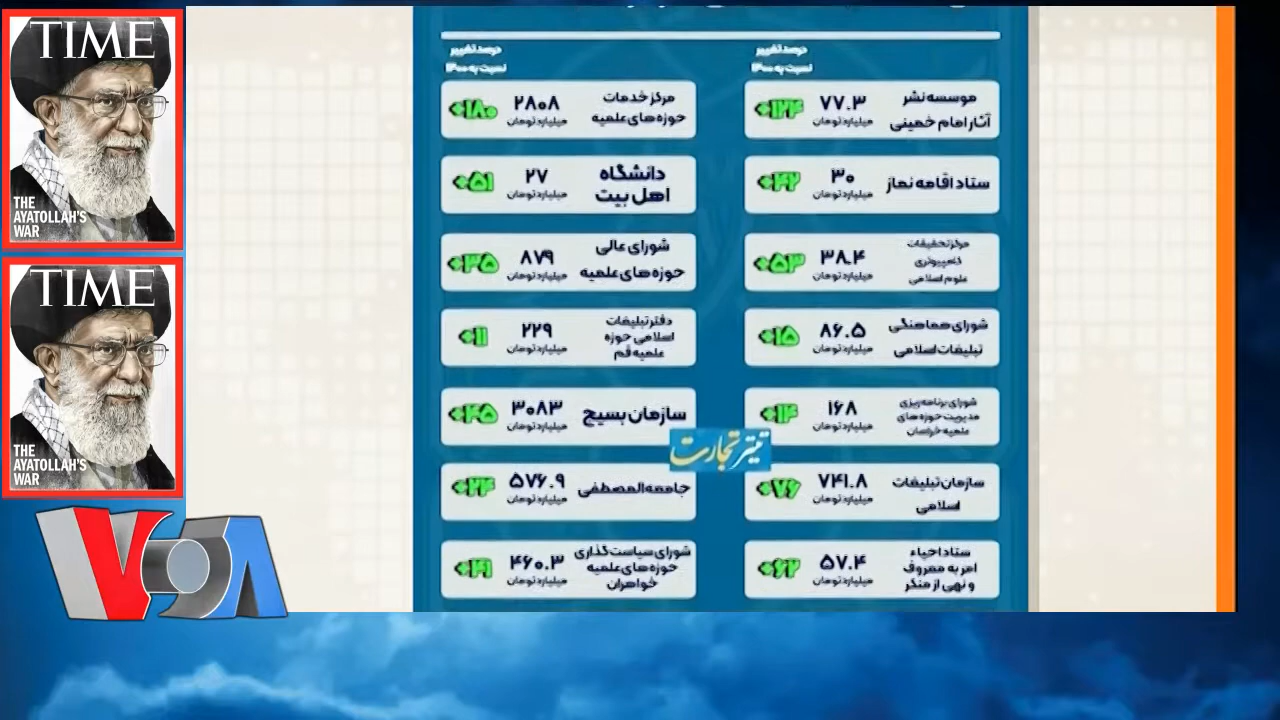 TIME
THE
AYATOLLAH'S
WAR
TIME
THE
AYATOLLAH'S
WAR
VOA
درصد تغییر
نسبت به ۱۴۰۰
موسسه نشر
آثار امام خمینی
۷۷.۳
میلیارد تومان
+۱۲۴
ستاد اقامه نماز
۳۰
میلیارد تومان
مرکز تحقیقات
کامپیوتری
علوم اسلامی
۳۸.۴
میلیارد تومان
+۵۳
شورای هماهنگی
تبلیغات اسلامی
۸۶.۵
میلیارد تومان
+۱۵
شورای برنامه‌ریزی
مدیریت حوزه های
علمیه خراسان
۱۶۸
میلیارد تومان
+۱۴
سازمان تبلیغات
اسلامی
۷۴۱.۸
میلیارد تومان
+۷۶
ستاد احیاء
امر به معروف
و نهی از منکر
۵۷.۴
میلیارد تومان
+۶۲
درصد تغییر
نسبت به ۱۴۰۰
مرکز خدمات
حوزه‌های علمیه
۲۸۰۸
میلیارد تومان
+۱۸۰
دانشگاه
اهل بیت
۲۷
میلیارد تومان
+۵۱
شورای عالی
حوزه‌های علمیه
۸۷۹
میلیارد تومان
+۳۵
دفتر تبلیغات
اسلامی حوزه
علمیه قم
۲۲۹
میلیارد تومان
+۱۱
سازمان بسیج
۳۰۸۳
میلیارد تومان
+۴۵
جامعه المصطفی
۵۷۶.۹
میلیارد تومان
+۲۴
شورای سیاست‌گذاری
حوزه‌های علمیه
خواهران
۴۶۰.۳
میلیارد تومان
تیتر تجارت